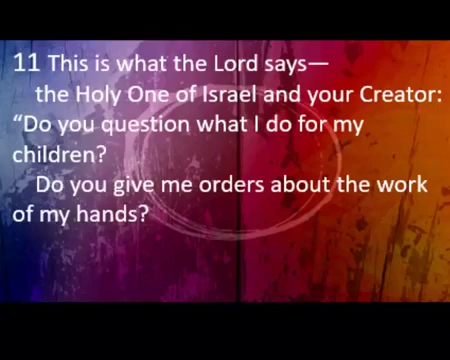 11 This is what the Lord says—
the Holy One of Israel and your Creator:
“Do you question what I do for my
children?
Do you give me orders about the work
of my hands?